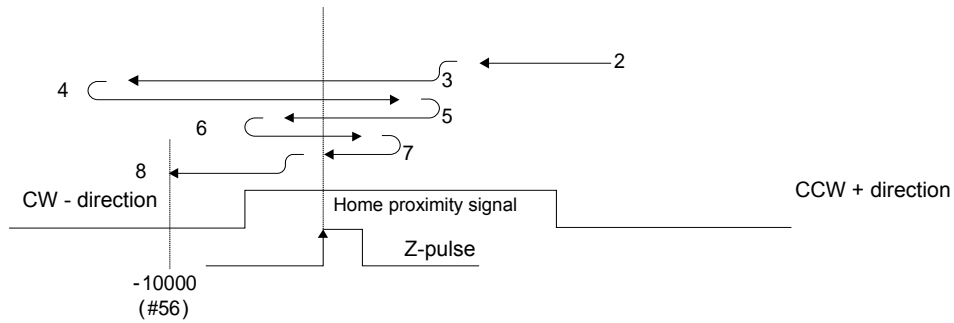 2
3
4
5
6
7
8
CW - direction
CCW + direction
Home proximity signal
Z-pulse
-10000
(#56)